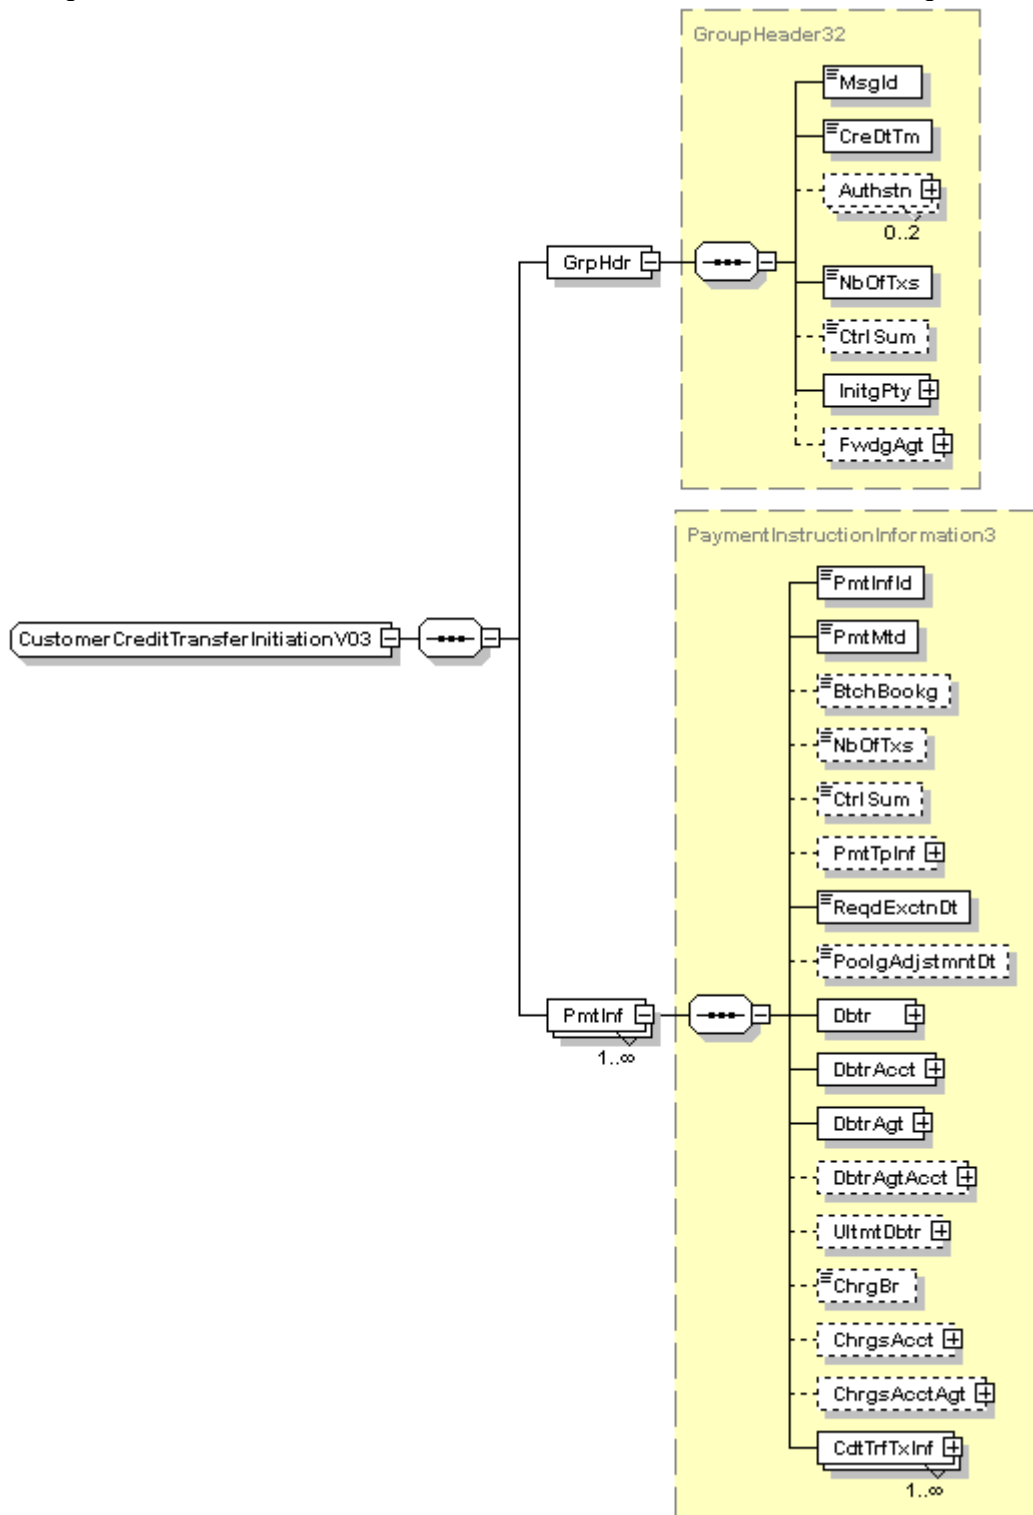 GroupHeader32
MsgId
CreDtTm
Authstn
0..2
GrpHdr
NbOfTxs
CtrlSum
InitgPty
FwdgAgt
PaymentInstructionInformation3
PmtInfId
CustomerCreditTransferInitiationV03
PmtMtd
BtchBookg
NbOfTxs
CtrlSum
PmtTpInf
ReqdExctnDt
PoolgAdjstmntDt
PmtInf
1..∞
Dbtr
DbtrAcct
DbtrAgt
DbtrAgtAcct
UltmtDbtr
ChrgBr
ChrgsAcct
ChrgsAcctAgt
CdtTrfTxInf
1..∞